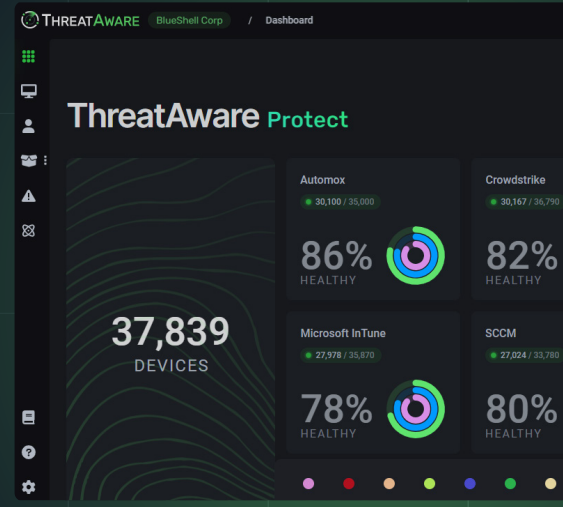 THREATAWARE BlueShell Corp / Dashboard
ThreatAware Protect
Automox
30,100 / 35,000
86%
HEALTHY
Crowdstrike
30,167 / 36,790
82%
HEALTHY
37,839
DEVICES
Microsoft InTune
27,978 / 35,870
78%
HEALTHY
SCCM
27,024 / 33,780
80%
HEALTHY
?